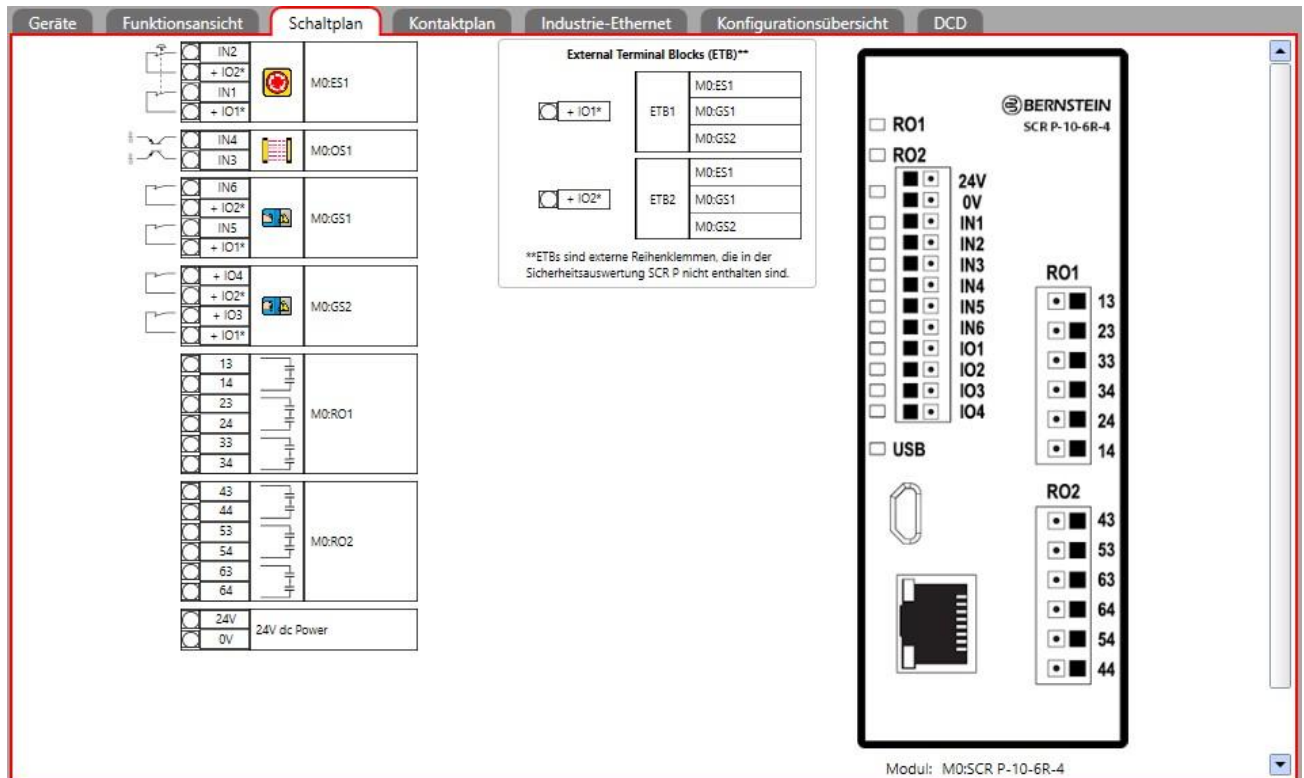 Geräte Funktionsansicht Schaltplan Kontaktplan Industrie-Ethernet Konfigurationsübersicht DCD
IN2
+ IO2*
IN1
+ IO1*
M0:ES1
IN4
IN3
M0:OS1
IN6
+ IO2*
IN5
+ IO1*
M0:GS1
+ IO4
+ IO2*
+ IO3
+ IO1*
M0:GS2
13
14
23
24
33
34
M0:RO1
43
44
53
54
63
64
M0:RO2
24V
0V
24V dc Power
External Terminal Blocks (ETB)**
+ IO1*
ETB1
M0:ES1
M0:GS1
M0:GS2
+ IO2*
ETB2
M0:ES1
M0:GS1
M0:GS2
**ETBs sind externe Reihenklemmen, die in der
Sicherheitsauswertung SCR P nicht enthalten sind.
BERNSTEIN
SCR P-10-6R-4
RO1
RO2
24V
0V
IN1
IN2
IN3
IN4
IN5
IN6
IO1
IO2
IO3
IO4
USB
RO1
13
23
33
34
24
14
RO2
43
53
63
64
54
44
Modul: M0:SCR P-10-6R-4